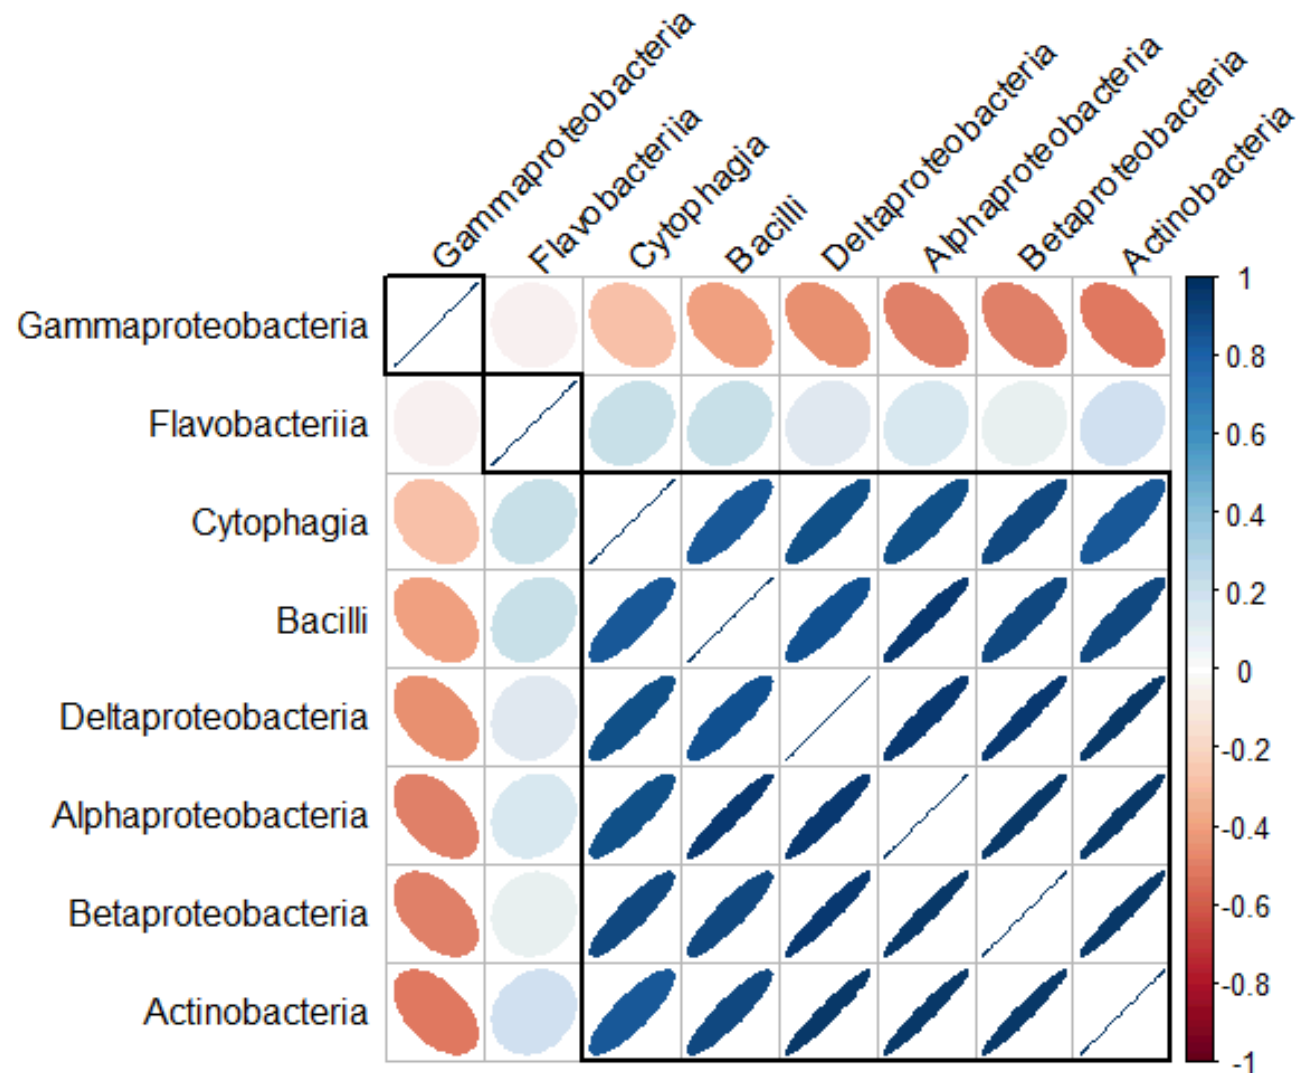 Gammaproteobacteria
Flavobacteriia
Cytophagia
Bacilli
Deltaproteobacteria
Alphaproteobacteria
Betaproteobacteria
Actinobacteria
Gammaproteobacteria
Flavobacteriia
Cytophagia
Bacilli
Deltaproteobacteria
Alphaproteobacteria
Betaproteobacteria
Actinobacteria
1
0.8
0.6
0.4
0.2
0
-0.2
-0.4
-0.6
-0.8
-1